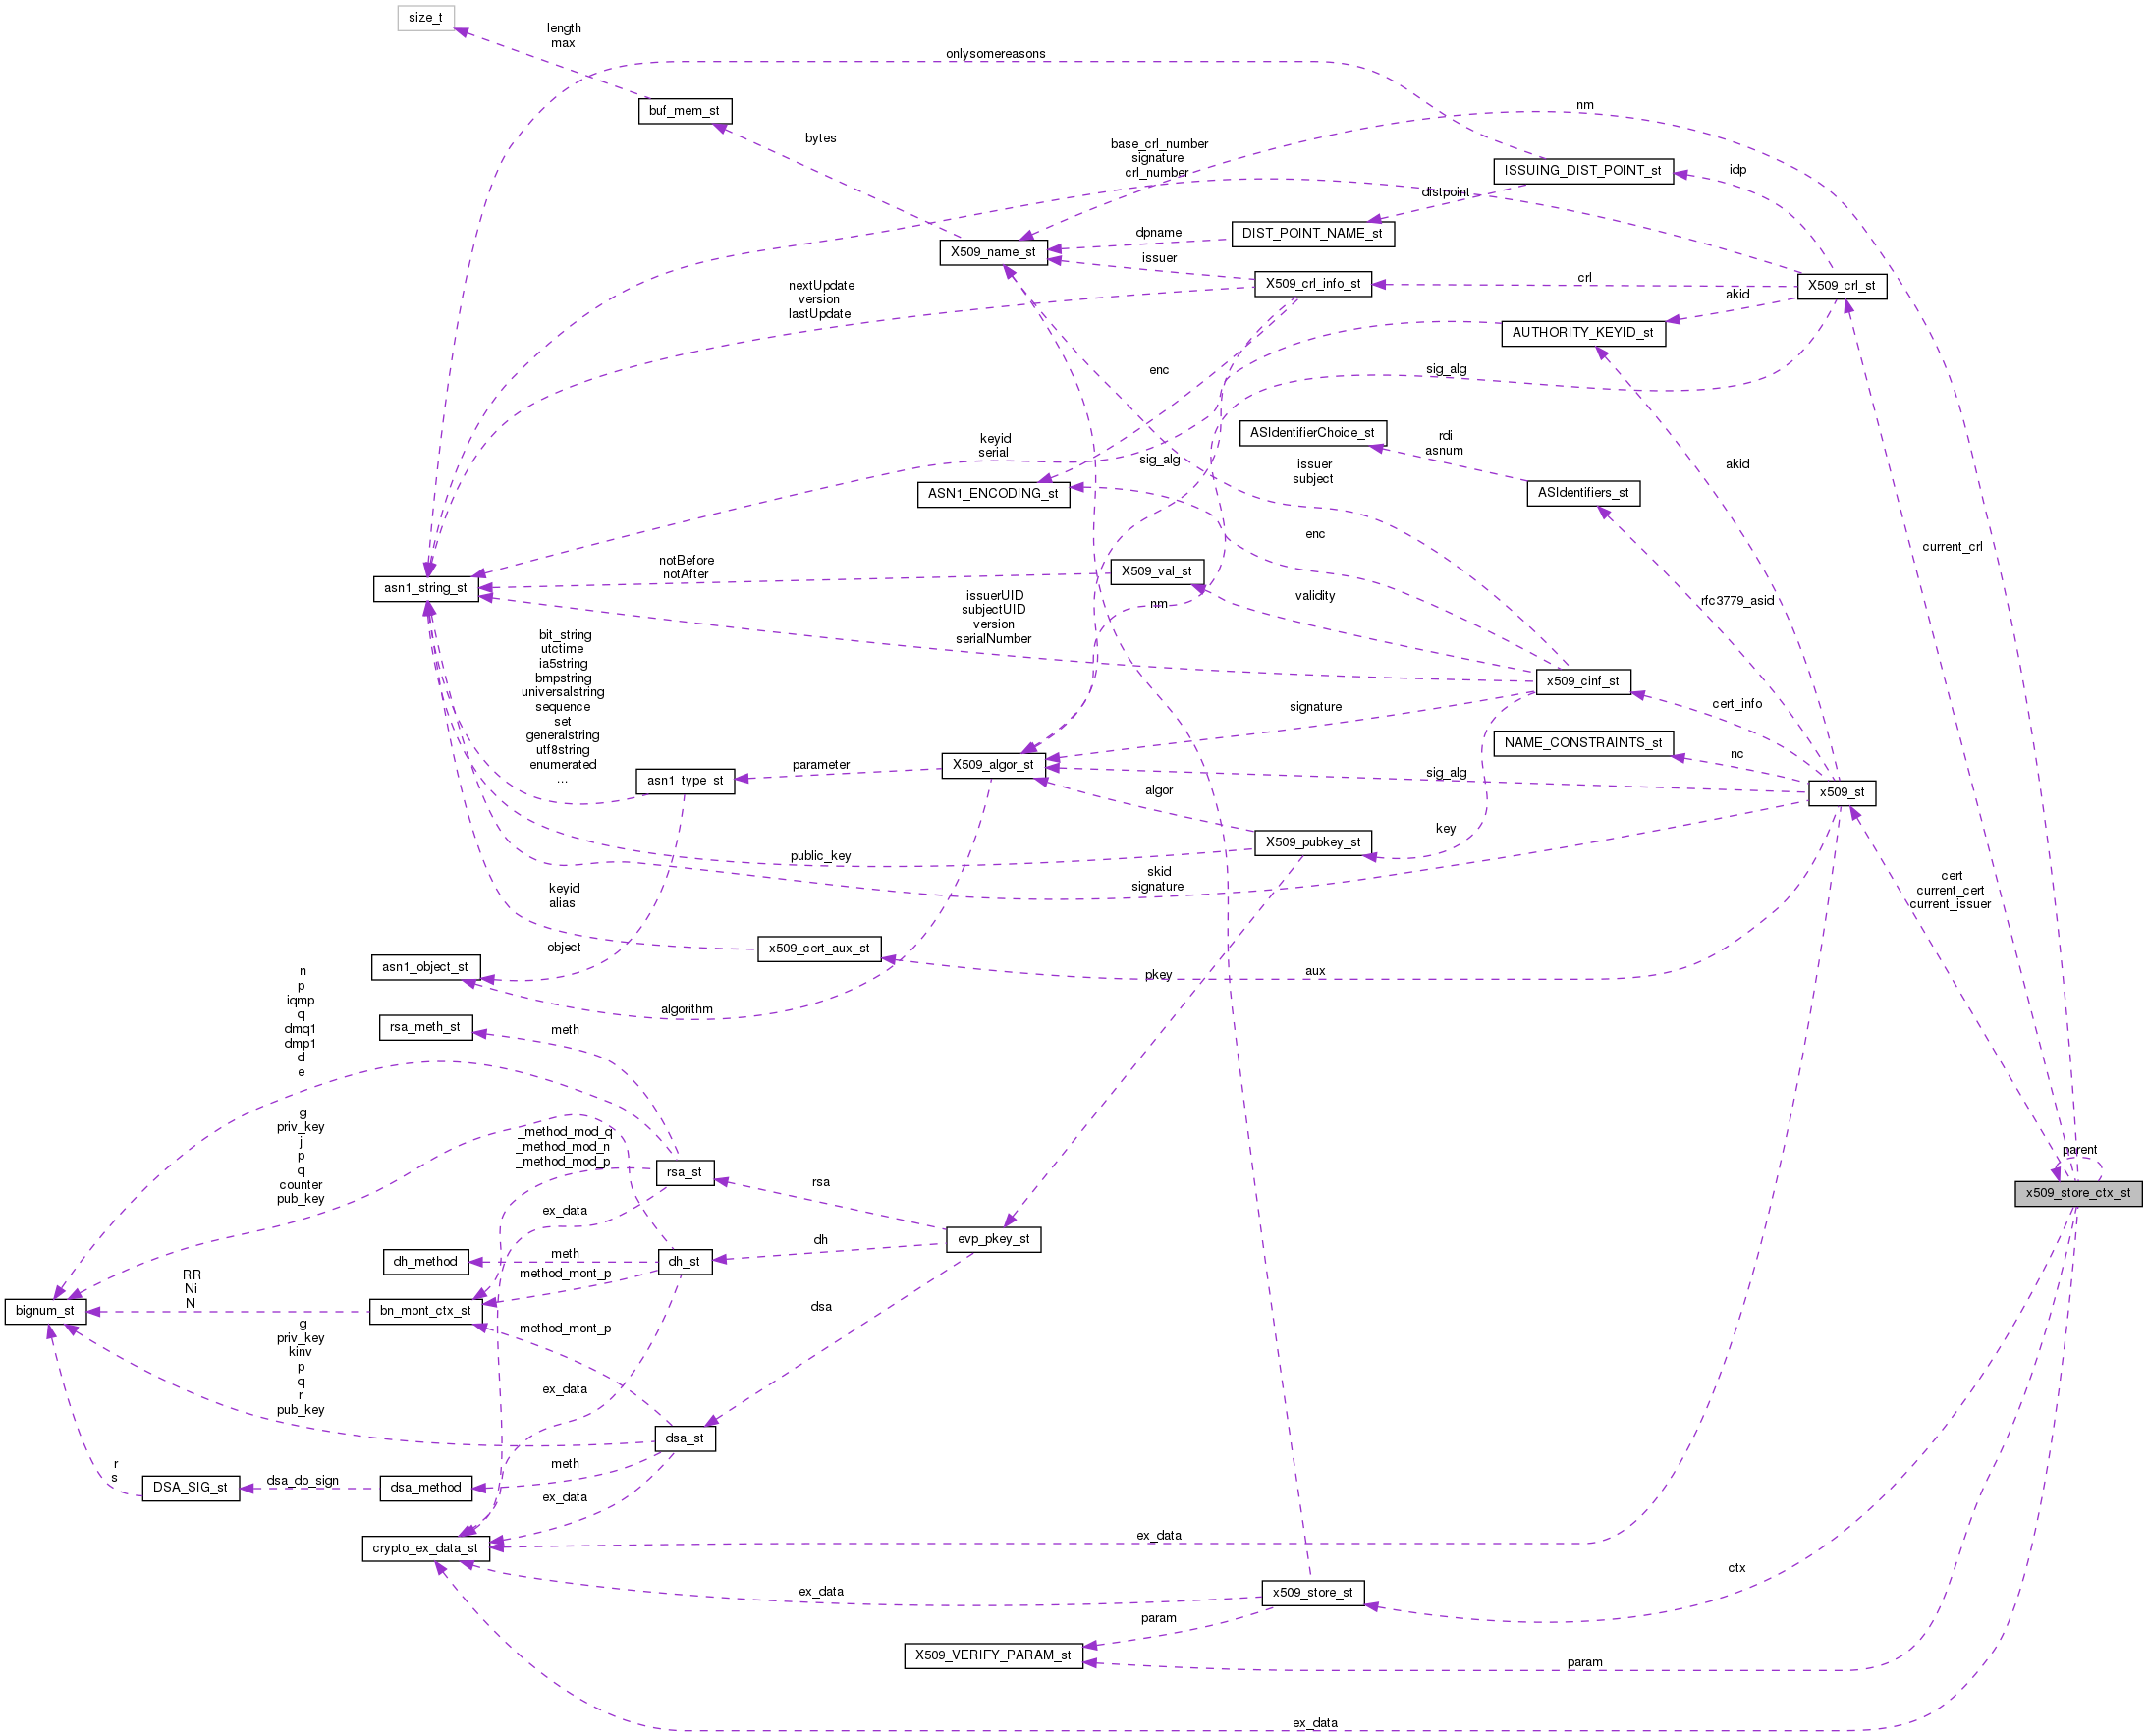 size_t
length
max
onlysomereasons
buf_mem_st
nm
bytes
base_crl_number
signature
crl_number
ISSUING_DIST_POINT_st
idp
distpoint
DIST_POINT_NAME_st
dpname
X509_name_st
issuer
X509_crl_info_st
crl
X509_crl_st
nextUpdate
version
lastUpdate
akid
AUTHORITY_KEYID_st
enc
sig_alg
ASIdentifierChoice_st
rdi
asnum
keyid
serial
sig_alg
issuer
subject
akid
ASN1_ENCODING_st
ASIdentifiers_st
enc
current_crl
notBefore
notAfter
X509_val_st
asn1_string_st
issuerUID
subjectUID
version
serialNumber
nm
validity
rfc3779_asid
bit_string
utctime
ia5string
bmpstring
universalstring
sequence
set
generalstring
utf8string
enumerated
...
x509_cinf_st
signature
cert_info
NAME_CONSTRAINTS_st
nc
X509_algor_st
parameter
asn1_type_st
sig_alg
x509_st
algor
X509_pubkey_st
key
public_key
skid
signature
cert
current_cert
current_issuer
keyid
alias
object
x509_cert_aux_st
asn1_object_st
pkey
aux
algorithm
n
p
iqmp
q
dmq1
dmp1
d
e
rsa_meth_st
meth
g
priv_key
j
p
q
counter
pub_key
_method_mod_q
_method_mod_n
_method_mod_p
rsa_st
rsa
parent
x509_store_ctx_st
ex_data
evp_pkey_st
dh
dh_method
meth
dh_st
method_mont_p
RR
Ni
N
bignum_st
bn_mont_ctx_st
dsa
method_mont_p
g
priv_key
kinv
p
q
r
pub_key
ex_data
dsa_st
r
s
DSA_SIG_st
dsa_do_sign
dsa_method
meth
ex_data
crypto_ex_data_st
ex_data
ctx
ex_data
x509_store_st
param
X509_VERIFY_PARAM_st
param
ex_data